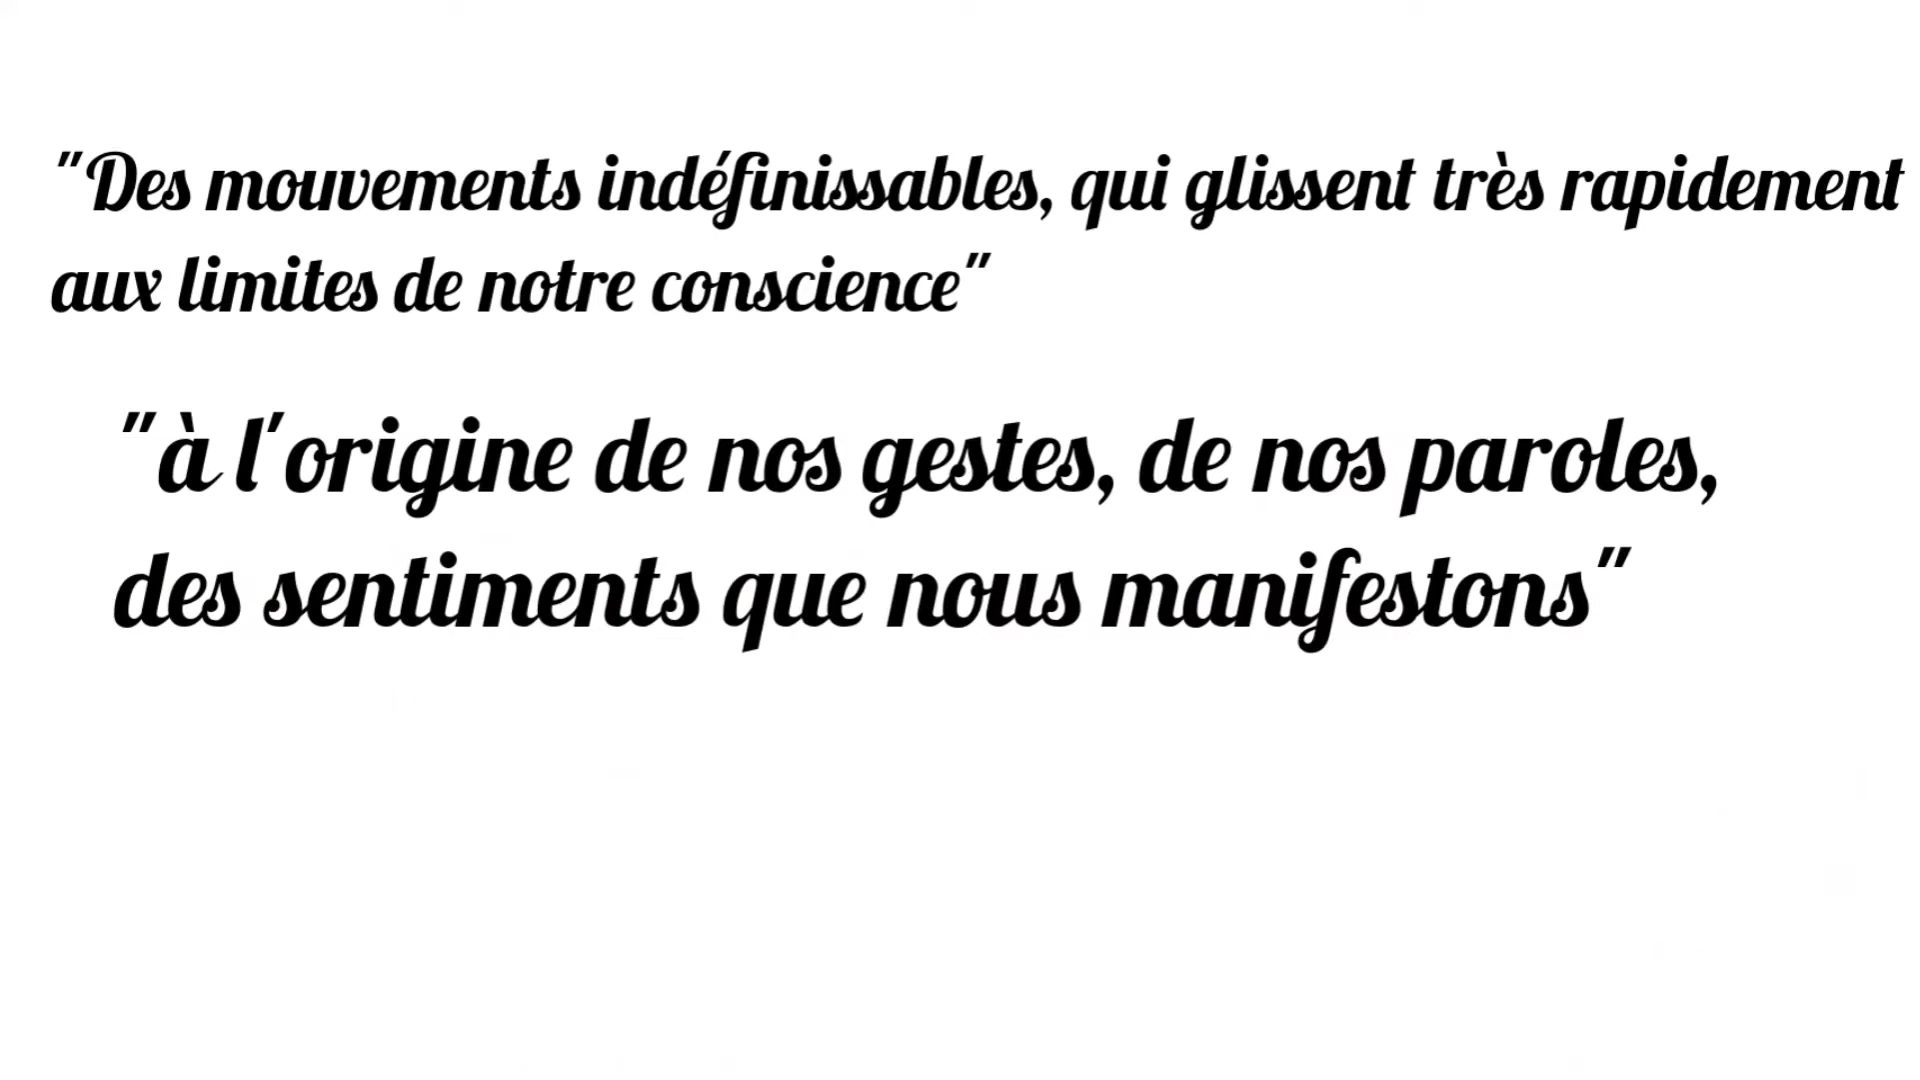 "Des mouvements indéfinissables, qui glissent très rapidement
aux limites de notre conscience"
"à l'origine de nos gestes, de nos paroles,
des sentiments que nous manifestons"